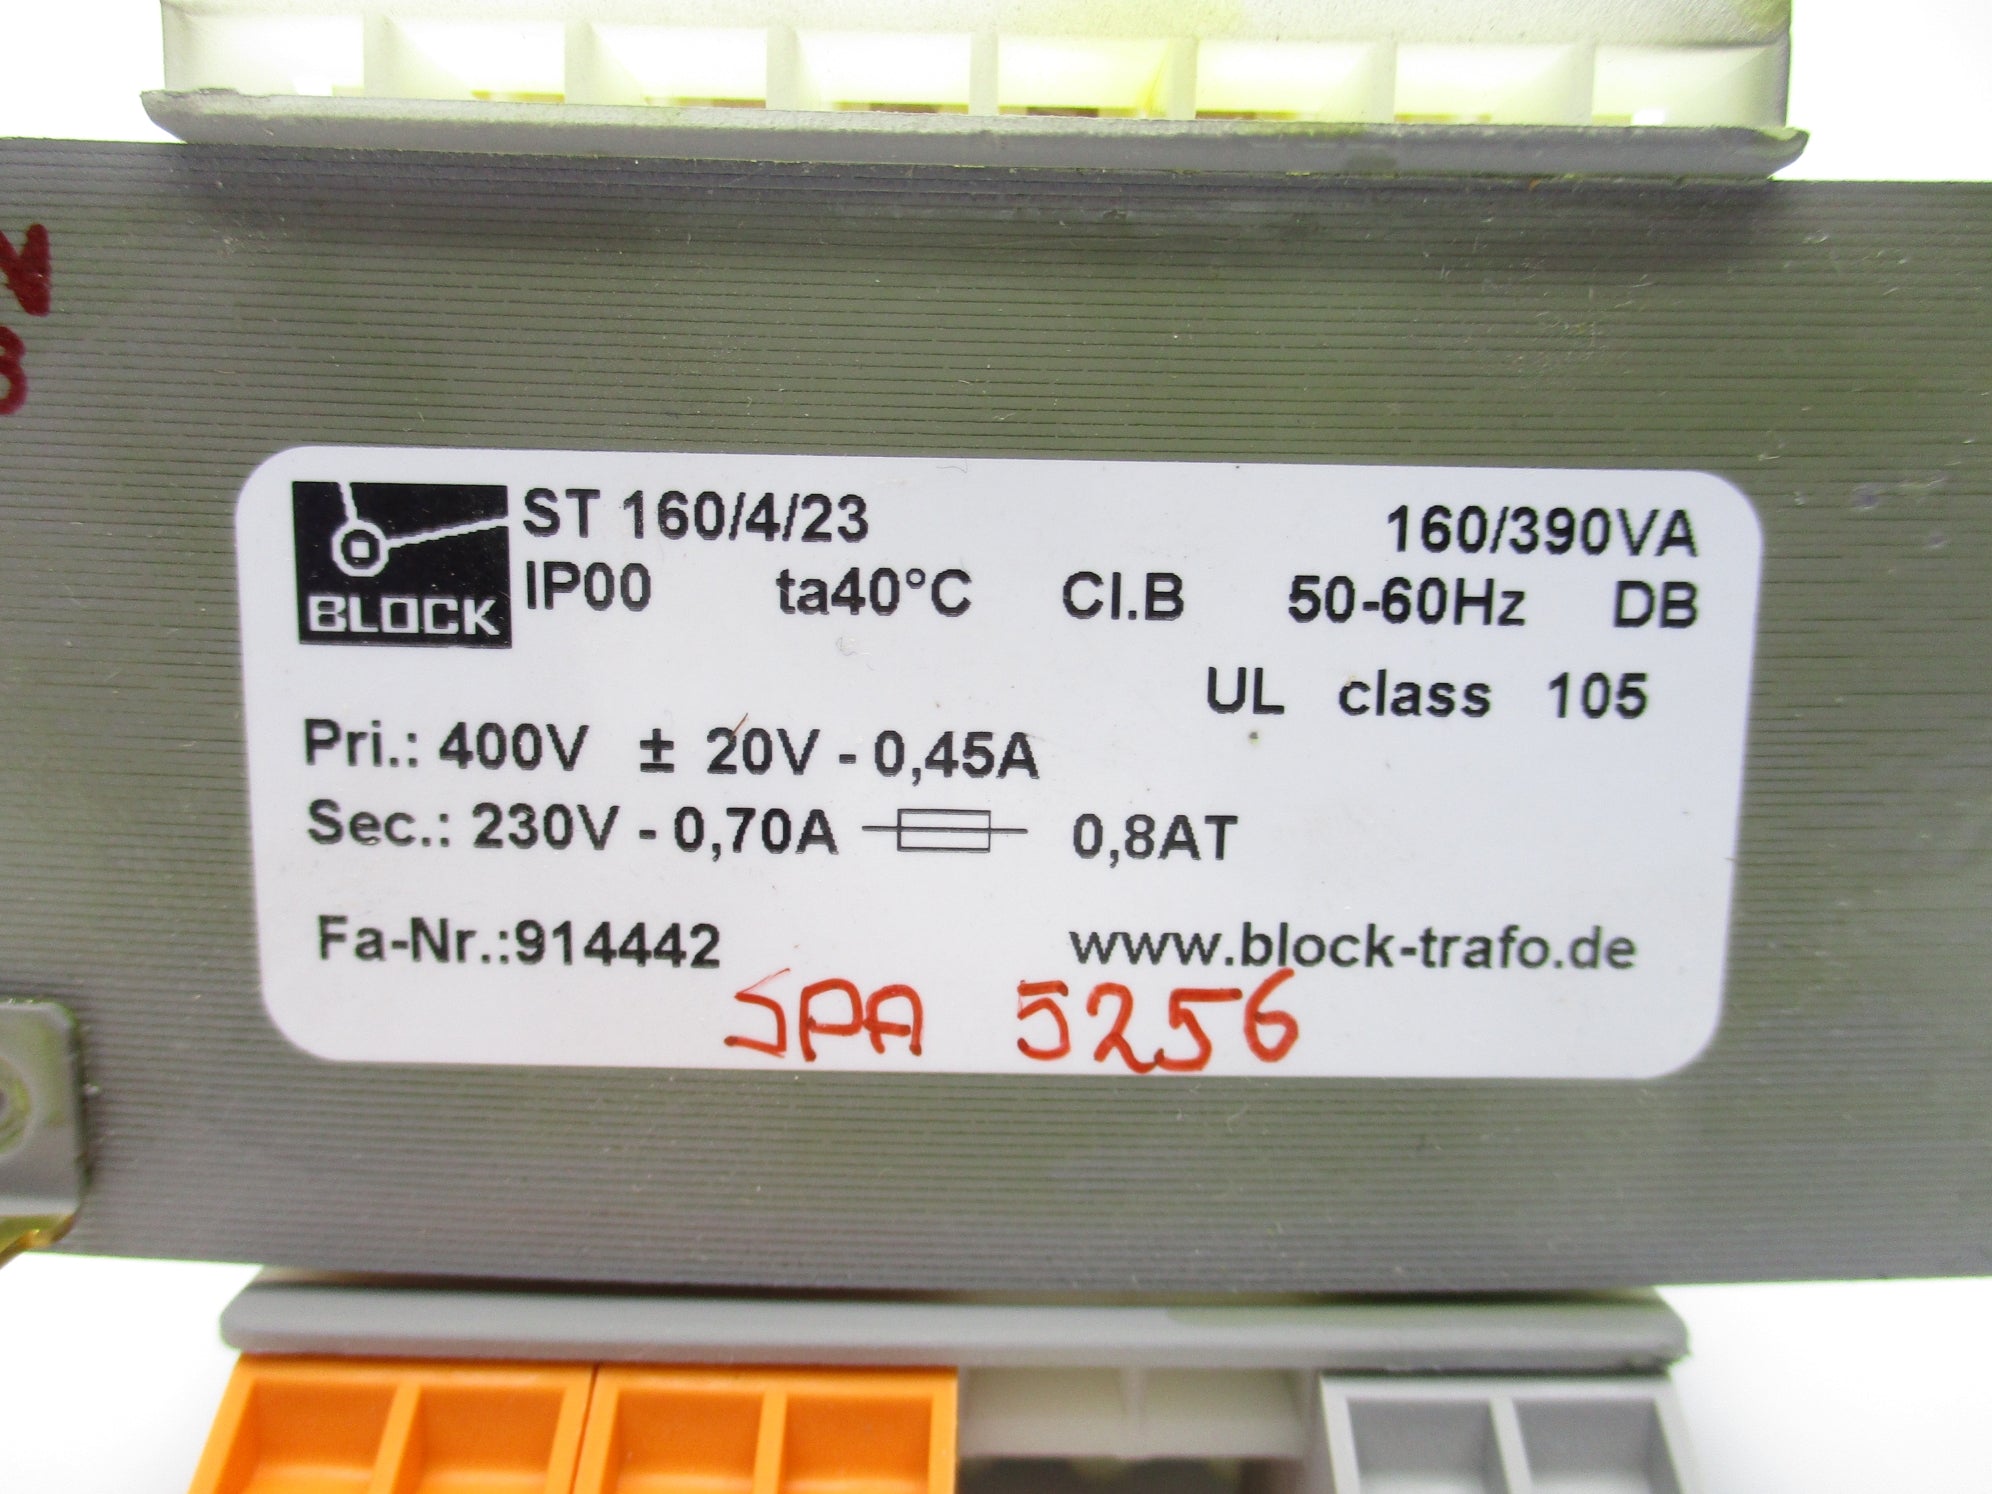 BLOCK
ST 160/4/23 160/390VA
IP00 ta40°C Cl.B 50-60Hz DB
UL class 105
Pri.: 400V ± 20V - 0,45A
Sec.: 230V - 0,70A 0,8AT
Fa-Nr.:914442 www.block-trafo.de
SPA 5256